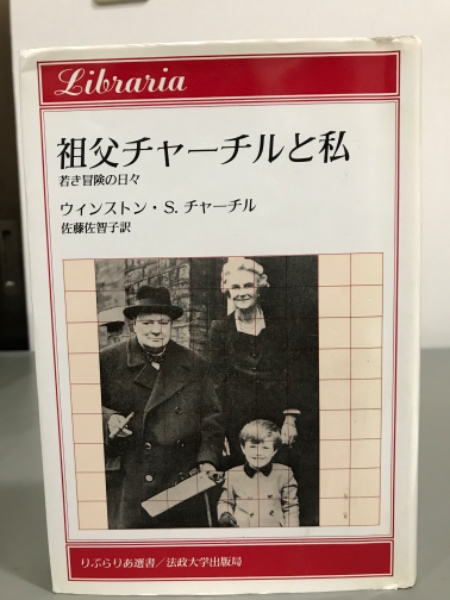 Libraria
祖父チャーチルと私
若き冒険の日々
ウィンストン・S. チャーチル
佐藤佐智子訳
りぶらりあ選書/法政大学出版局